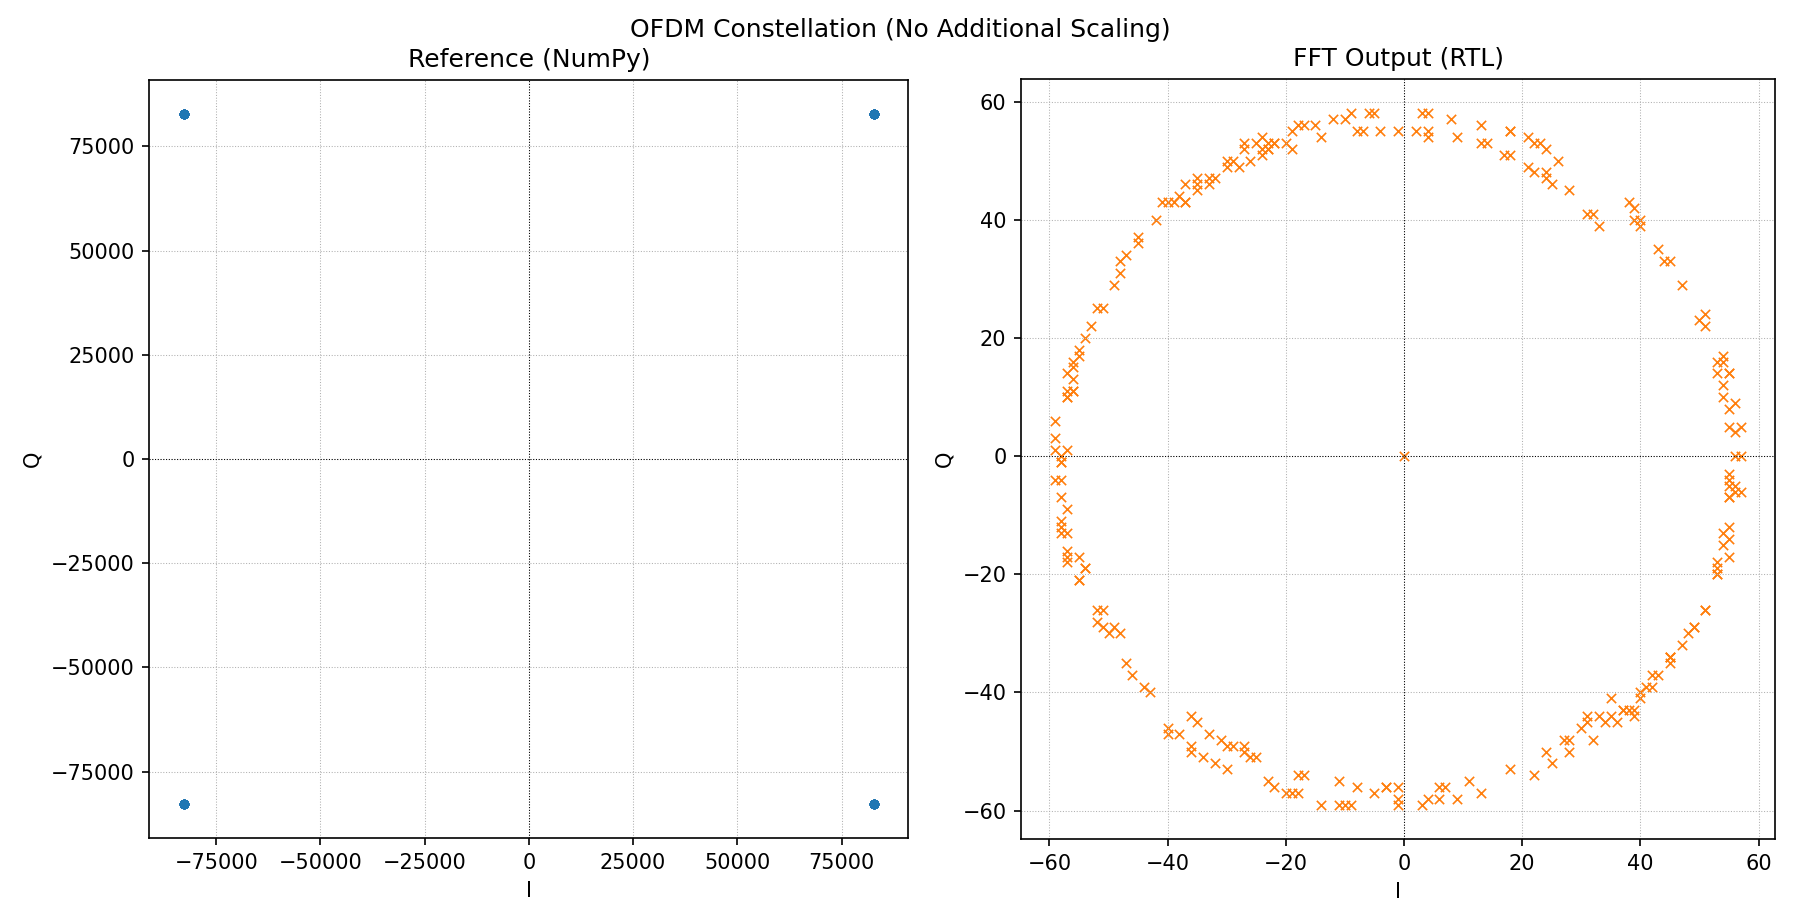 OFDM Constellation (No Additional Scaling)
Reference (NumPy)
75000
50000
25000
0
−25000
−50000
−75000
Q
−75000 −50000 −25000 0 25000 50000 75000
I
FFT Output (RTL)
60
40
20
0
−20
−40
−60
Q
−60 −40 −20 0 20 40 60
I